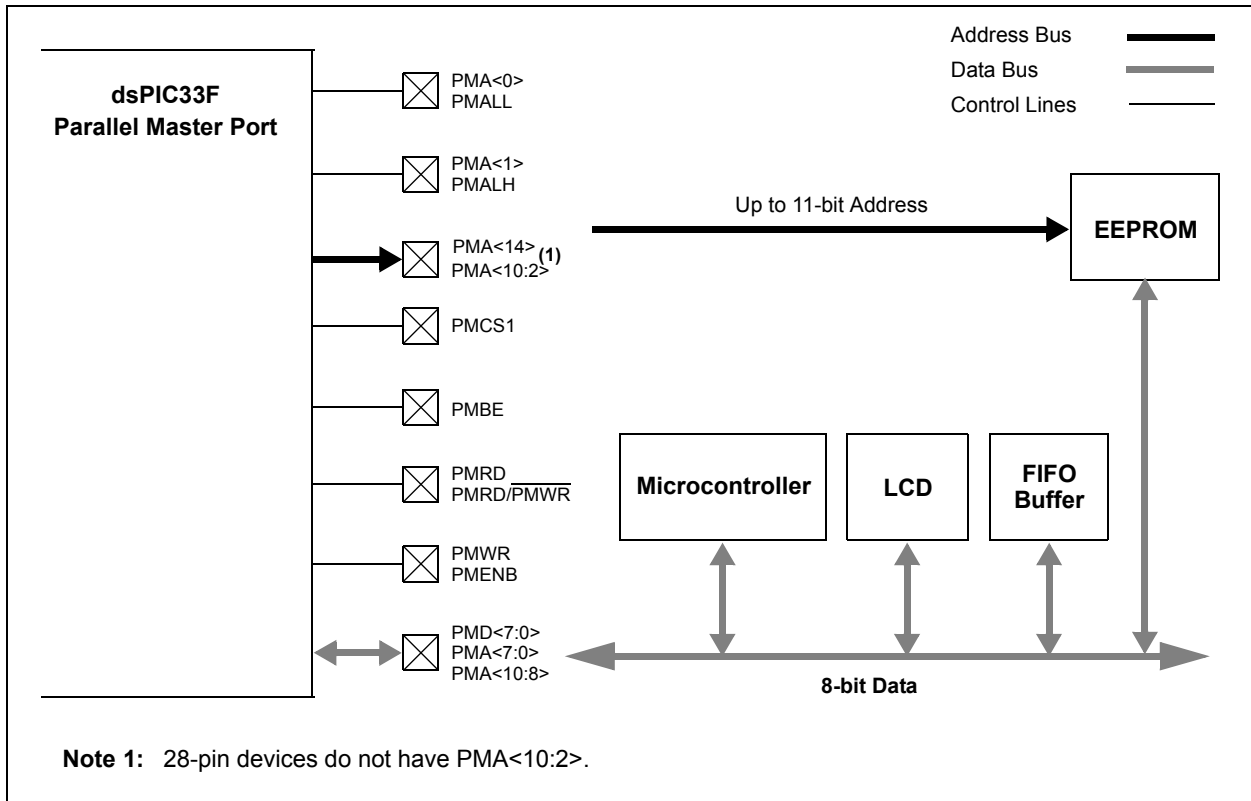 Address Bus
Data Bus
Control Lines
dsPIC33F
Parallel Master Port
PMA<0>
PMALL
PMA<1>
PMALH
PMA<14>(1)
PMA<10:2>
PMCS1
PMBE
PMRD
PMRD/PMWR
PMWR
PMENB
PMD<7:0>
PMA<7:0>
PMA<10:8>
Up to 11-bit Address
EEPROM
Microcontroller
LCD
FIFO
Buffer
8-bit Data
Note 1: 28-pin devices do not have PMA<10:2>.